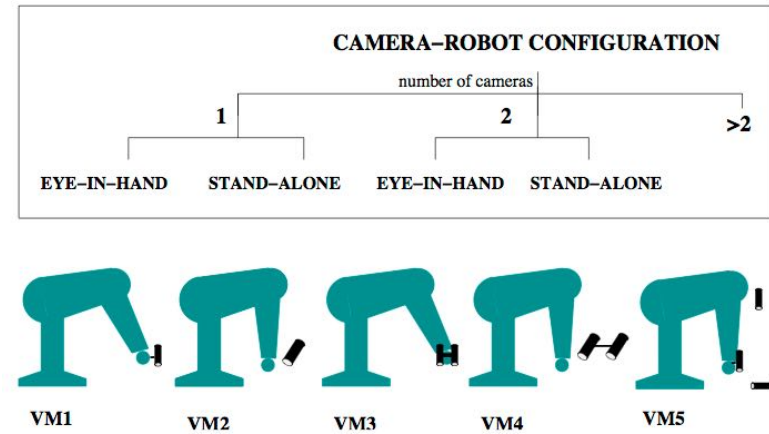 CAMERA–ROBOT CONFIGURATION
number of cameras
1 2 >2
EYE–IN–HAND STAND–ALONE EYE–IN–HAND STAND–ALONE
VM1 VM2 VM3 VM4 VM5